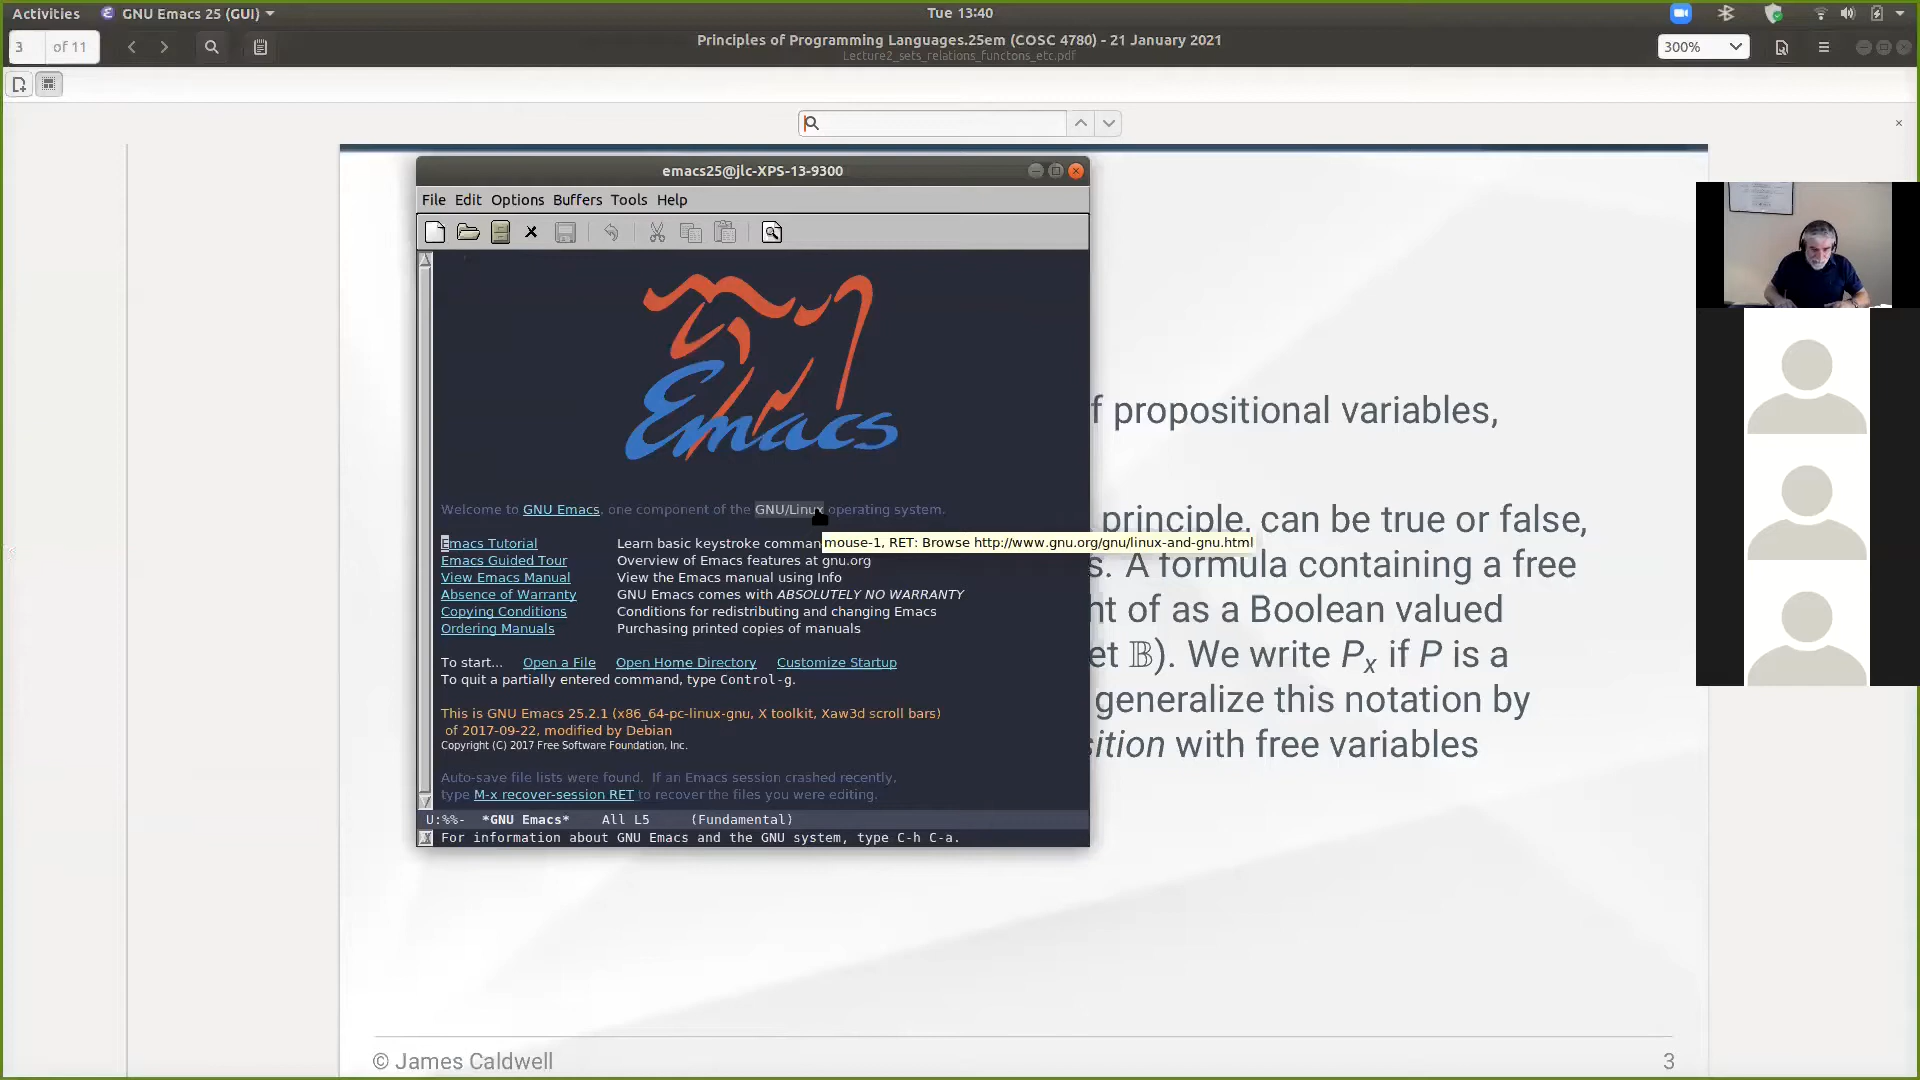 Activities
GNU Emacs 25 (GUI)
Tue 13:40
3 of 11
Principles of Programming Languages.25em (COSC 4780) - 21 January 2021
Lecture2_sets_relations_functons_etc.pdf
300%
emacs25@jlc-XPS-13-9300
File Edit Options Buffers Tools Help
Emacs
f propositional variables,
Welcome to GNU Emacs, one component of the GNU/Linux operating system.
principle, can be true or false,
Emacs Tutorial Learn basic keystroke comman
mouse-1, RET: Browse http://www.gnu.org/gnu/linux-and-gnu.html
Emacs Guided Tour Overview of Emacs features at gnu.org
s. A formula containing a free
View Emacs Manual View the Emacs manual using Info
Absence of Warranty GNU Emacs comes with ABSOLUTELY NO WARRANTY
Copying Conditions Conditions for redistributing and changing Emacs
nt of as a Boolean valued
Ordering Manuals Purchasing printed copies of manuals
et 𝔹). We write Pₓ if P is a
To start... Open a File Open Home Directory Customize Startup
To quit a partially entered command, type Control-g.
generalize this notation by
This is GNU Emacs 25.2.1 (x86_64-pc-linux-gnu, X toolkit, Xaw3d scroll bars)
of 2017-09-22, modified by Debian
Copyright (C) 2017 Free Software Foundation, Inc.
sition with free variables
Auto-save file lists were found. If an Emacs session crashed recently,
type M-x recover-session RET to recover the files you were editing.
U:%%- *GNU Emacs* All L5 (Fundamental)
For information about GNU Emacs and the GNU system, type C-h C-a.
© James Caldwell
3